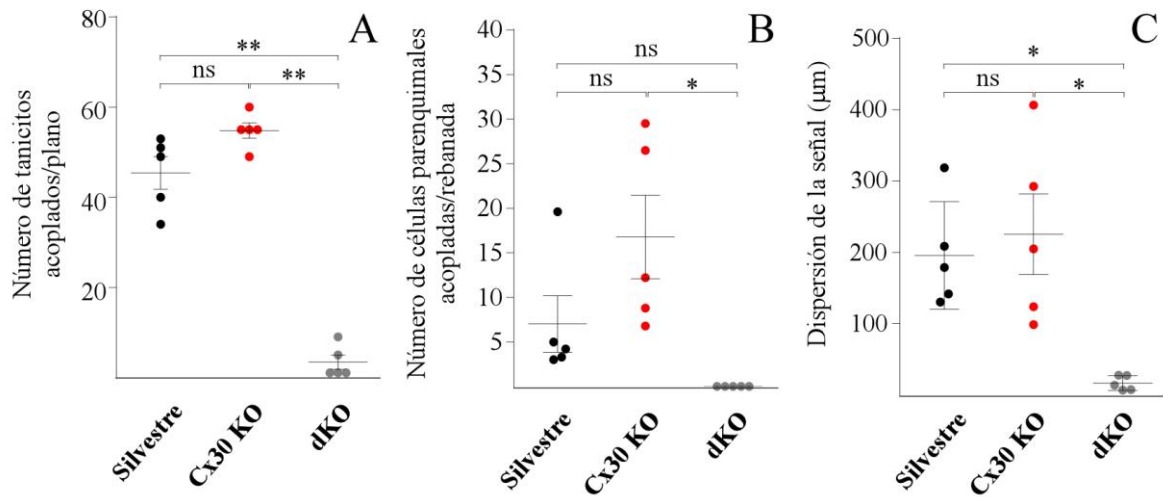 A
Número de tanicitos
acoplados/plano
80
60
40
20
**
ns
**
Silvestre
Cx30 KO
dKO
B
Número de células parenquimales
acopladas/rebanada
40
35
30
25
20
15
10
5
ns
ns
*
Silvestre
Cx30 KO
dKO
C
Dispersión de la señal (μm)
500
400
300
200
100
*
ns
*
Silvestre
Cx30 KO
dKO